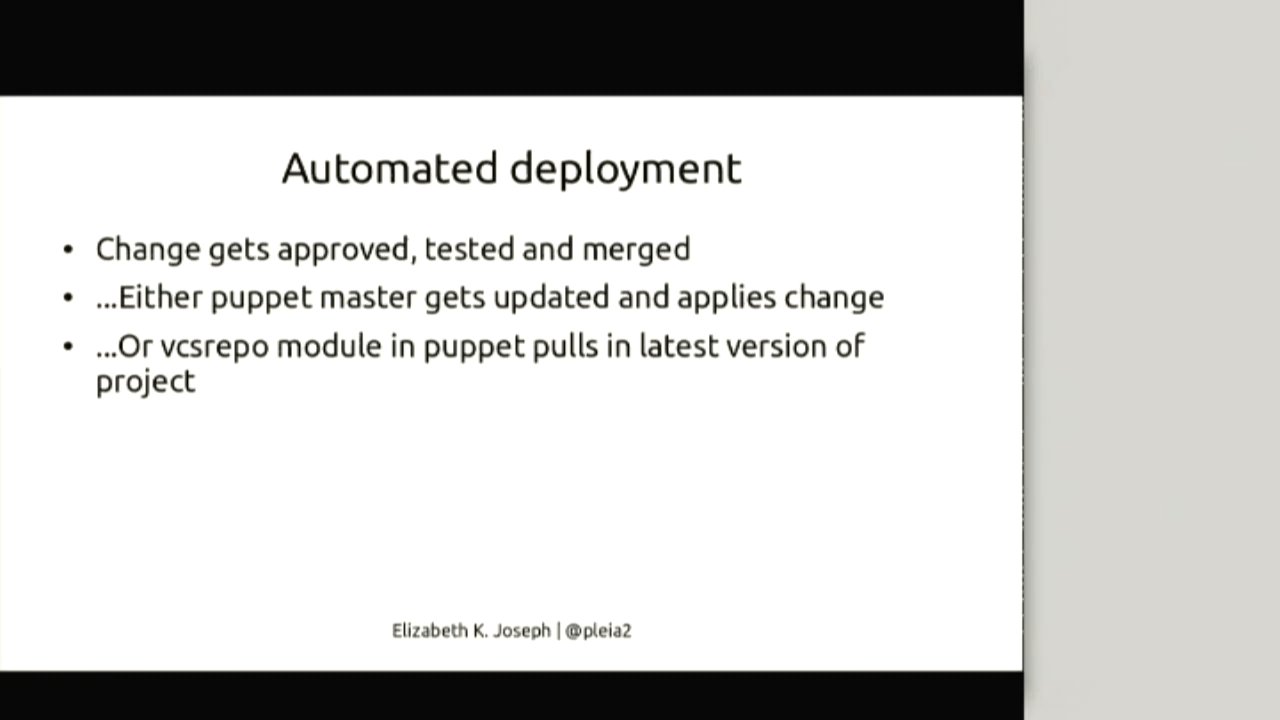 Automated deployment
• Change gets approved, tested and merged
• ...Either puppet master gets updated and applies change
• ...Or vcsrepo module in puppet pulls in latest version of
project
Elizabeth K. Joseph | @pleia2